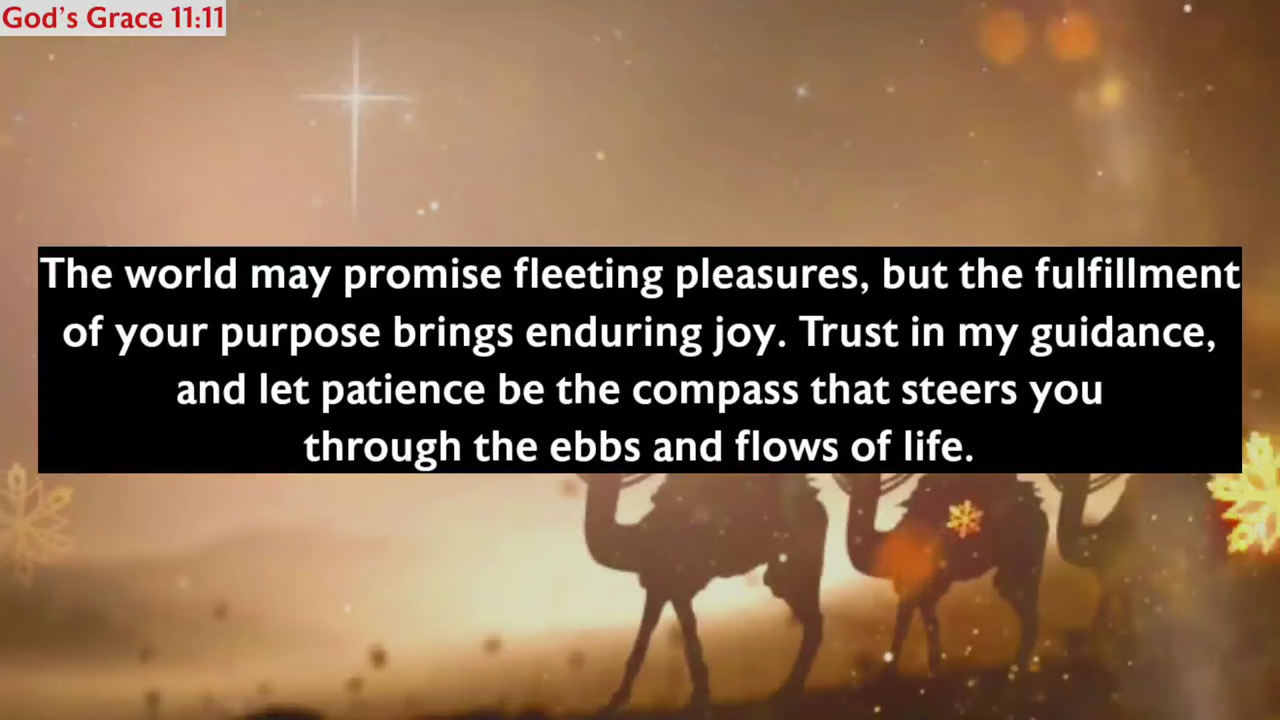 God's Grace 11:11
The world may promise fleeting pleasures, but the fulfillment
of your purpose brings enduring joy. Trust in my guidance,
and let patience be the compass that steers you
through the ebbs and flows of life.